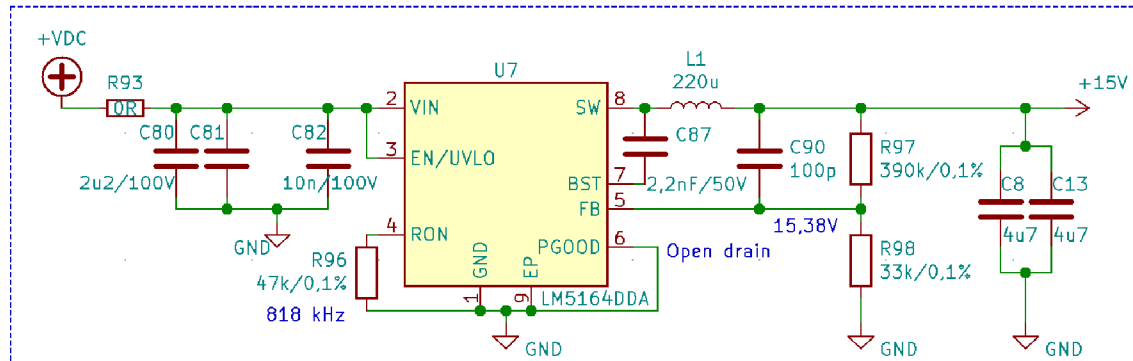 +VDC
R93
0R
C80
C81
C82
2u2/100V
10n/100V
GND
U7
2
VIN
3
EN/UVLO
4
RON
SW
8
BST
7
FB
5
PGOOD
6
GND
1
EP
9
LM5164DDA
R96
47k/0,1%
818 kHz
L1
220u
C87
2,2nF/50V
C90
100p
Open drain
15,38V
R97
390k/0,1%
R98
33k/0,1%
GND
GND
+15V
C8
4u7
C13
4u7
GND